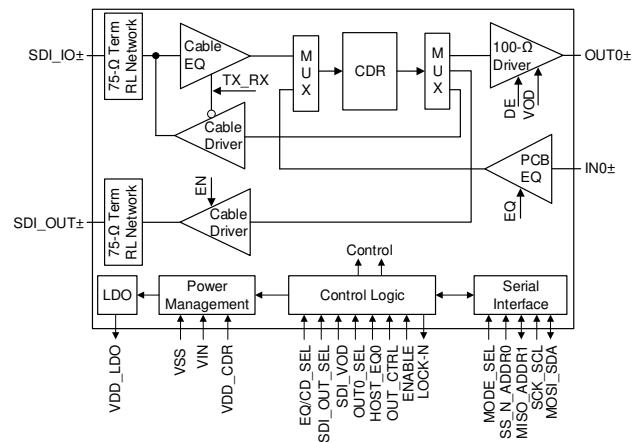 SDI_IO±
75-Ω Term
RL Network
Cable
EQ
TX_RX
Cable
Driver
M
U
X
CDR
M
U
X
100-Ω
Driver
OUT0±
DE
VOD
PCB
EQ
IN0±
EQ
SDI_OUT±
75-Ω Term
RL Network
EN
Cable
Driver
Control
LDO
Power
Management
Control Logic
Serial
Interface
VDD_LDO
VSS
VIN
VDD_CDR
EQ/CD_SEL
SDI_OUT_SEL
SDI_VOD
OUT0_SEL
HOST_EQ0
OUT_CTRL
ENABLE
LOCK-N
MODE_SEL
SS_N_ADDR0
MISO_ADDR1
SCK_SCL
MOSI_SDA